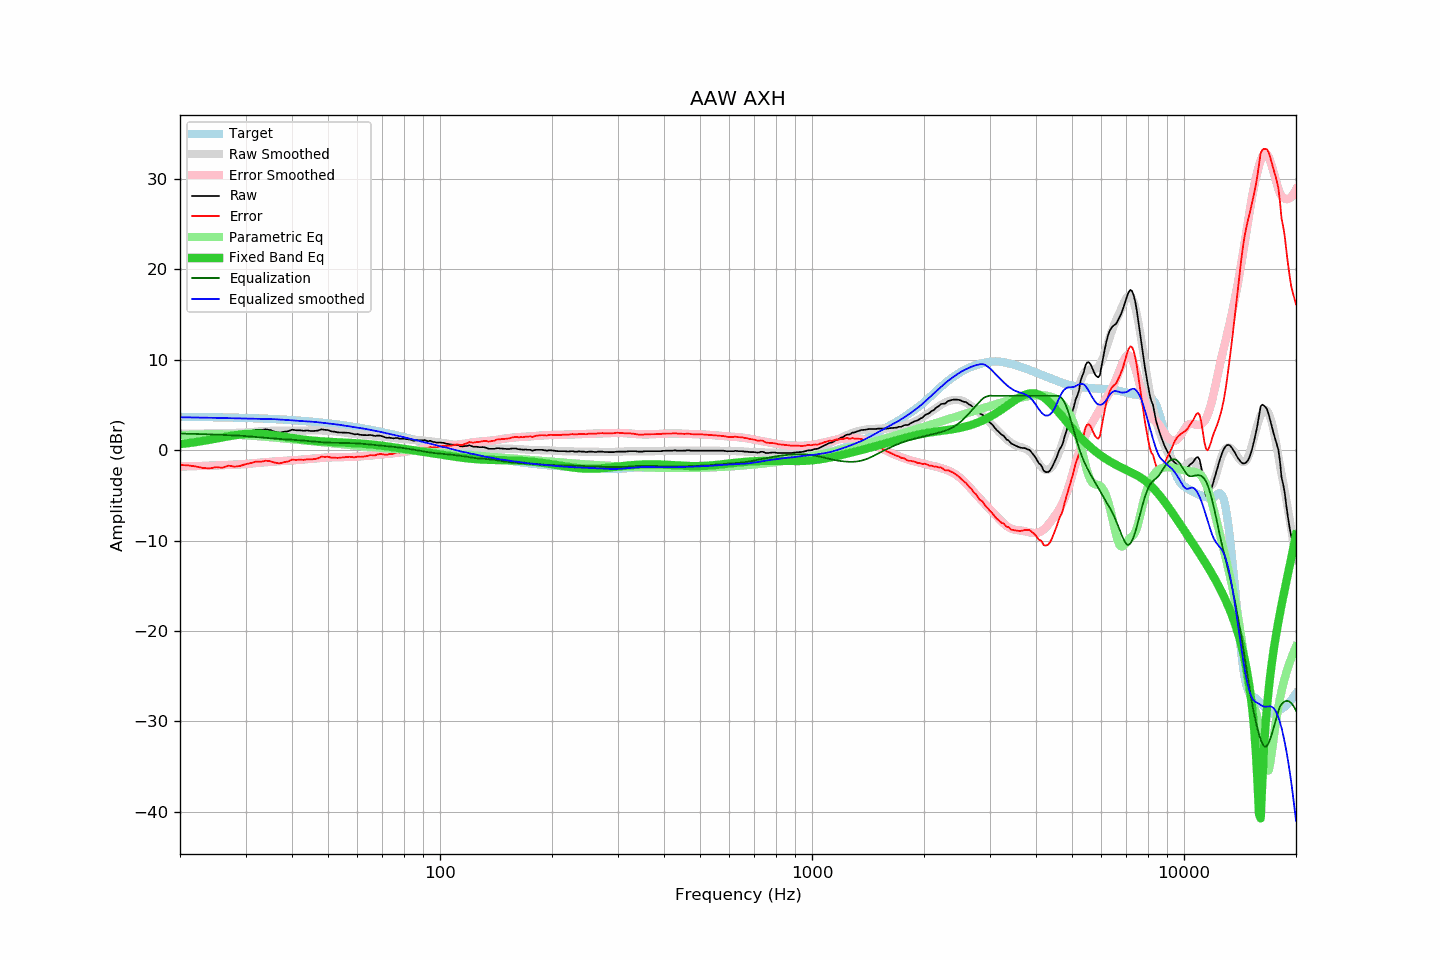 AAW AXH
Target
Raw Smoothed
Error Smoothed
Raw
Error
Parametric Eq
Fixed Band Eq
Equalization
Equalized smoothed
Amplitude (dBr)
30
20
10
0
−10
−20
−30
−40
100 1000 10000
Frequency (Hz)